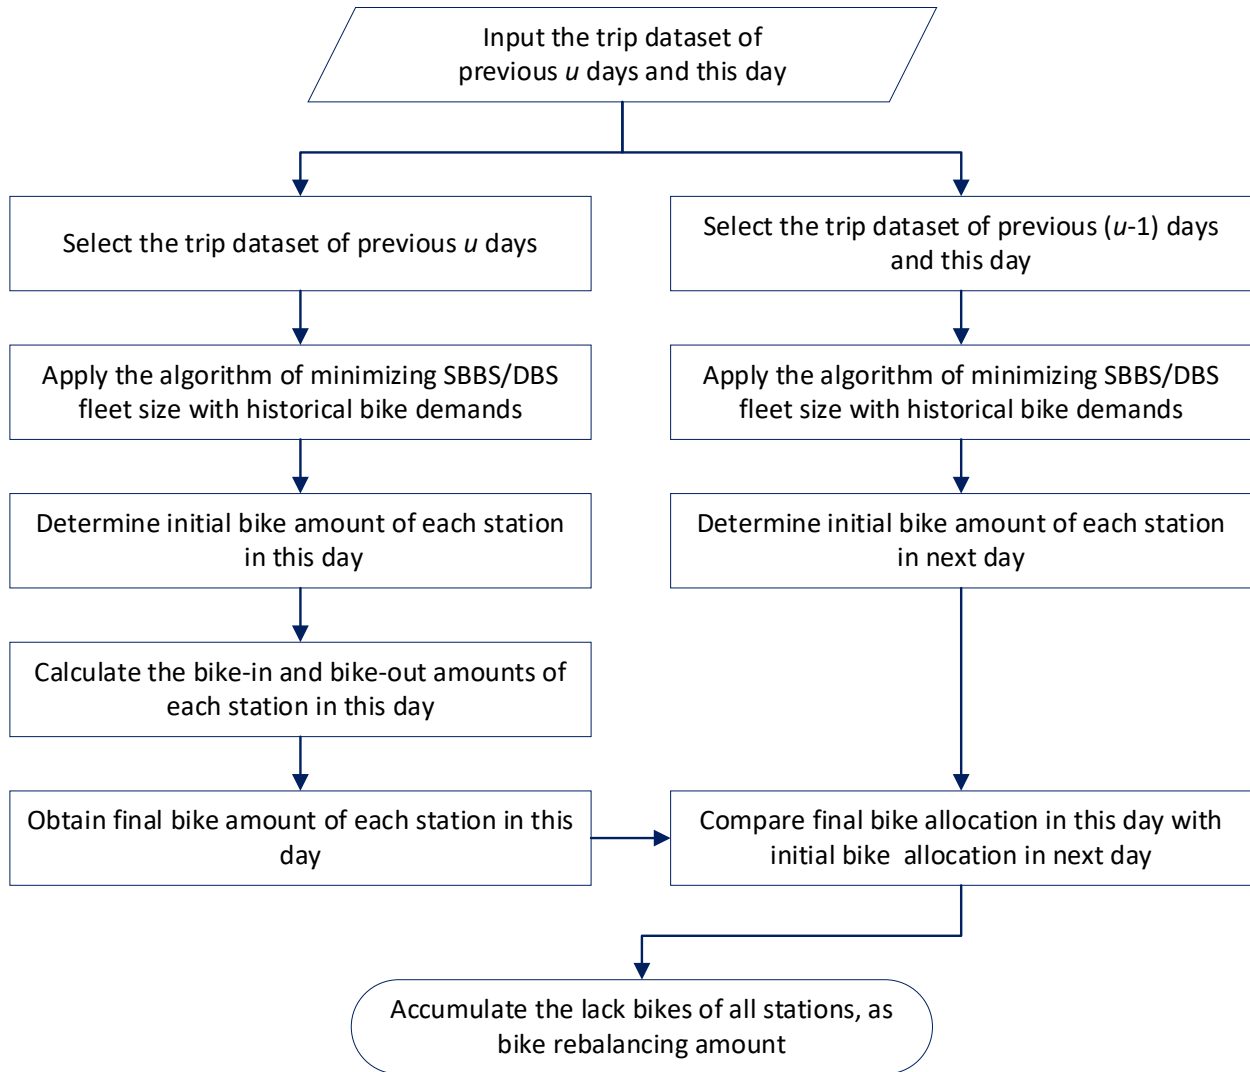 Input the trip dataset of
previous u days and this day
Select the trip dataset of previous u days
Select the trip dataset of previous (u-1) days
and this day
Apply the algorithm of minimizing SBBS/DBS
fleet size with historical bike demands
Apply the algorithm of minimizing SBBS/DBS
fleet size with historical bike demands
Determine initial bike amount of each station
in this day
Determine initial bike amount of each station
in next day
Calculate the bike-in and bike-out amounts of
each station in this day
Obtain final bike amount of each station in this
day
Compare final bike allocation in this day with
initial bike allocation in next day
Accumulate the lack bikes of all stations, as
bike rebalancing amount